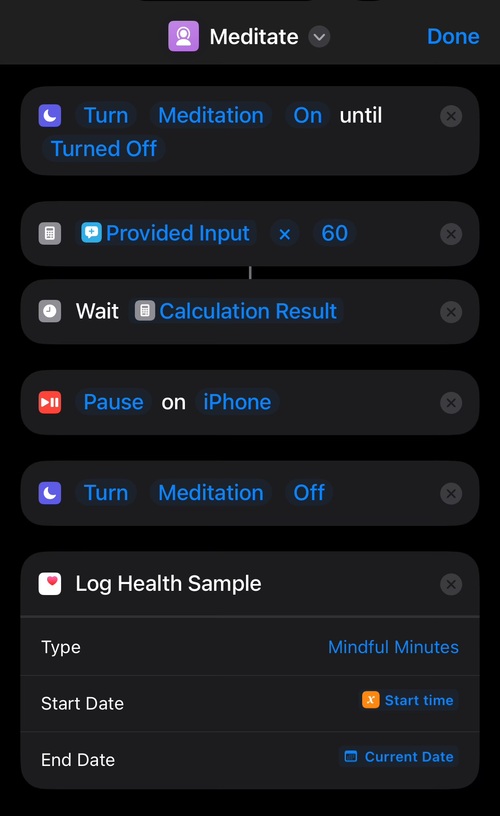 Meditate
Done
Turn Meditation On until
Turned Off
Provided Input × 60
Wait Calculation Result
Pause on iPhone
Turn Meditation Off
Log Health Sample
Type Mindful Minutes
Start Date x Start time
End Date Current Date